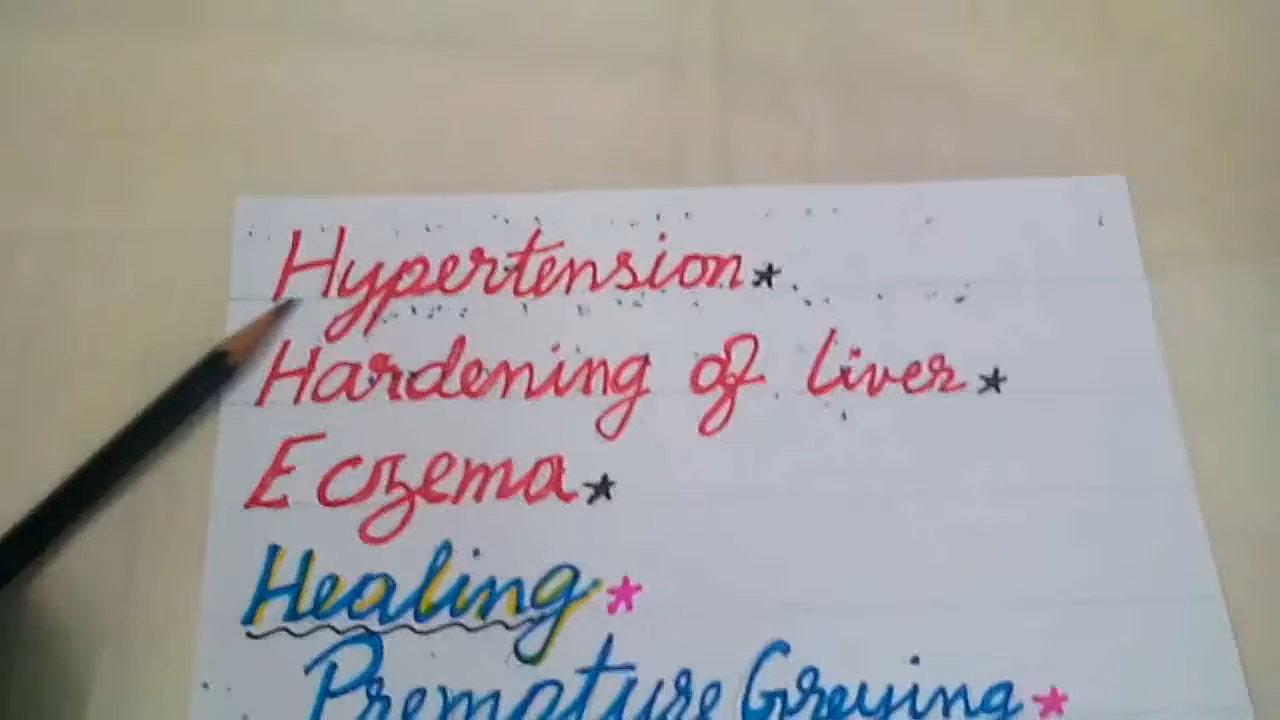 Hypertension★
Hardening of liver★
Eczema★
Healing★
Premature Greying★